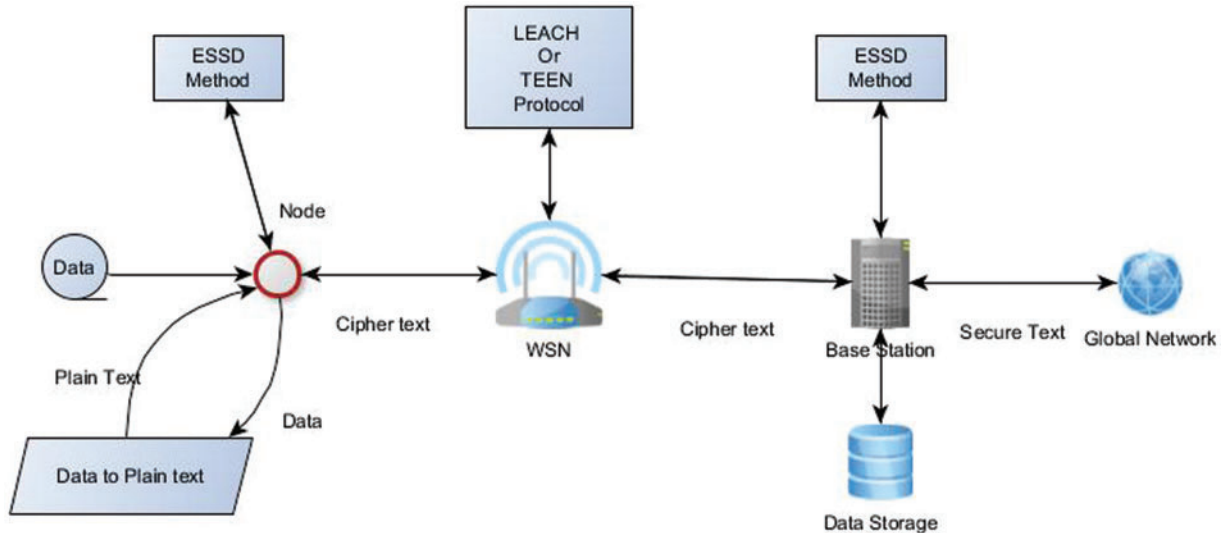 ESSD
Method
LEACH
Or
TEEN
Protocol
ESSD
Method
Node
Data
Cipher text
WSN
Cipher text
Base Station
Secure Text
Global Network
Plain Text
Data
Data to Plain text
Data Storage